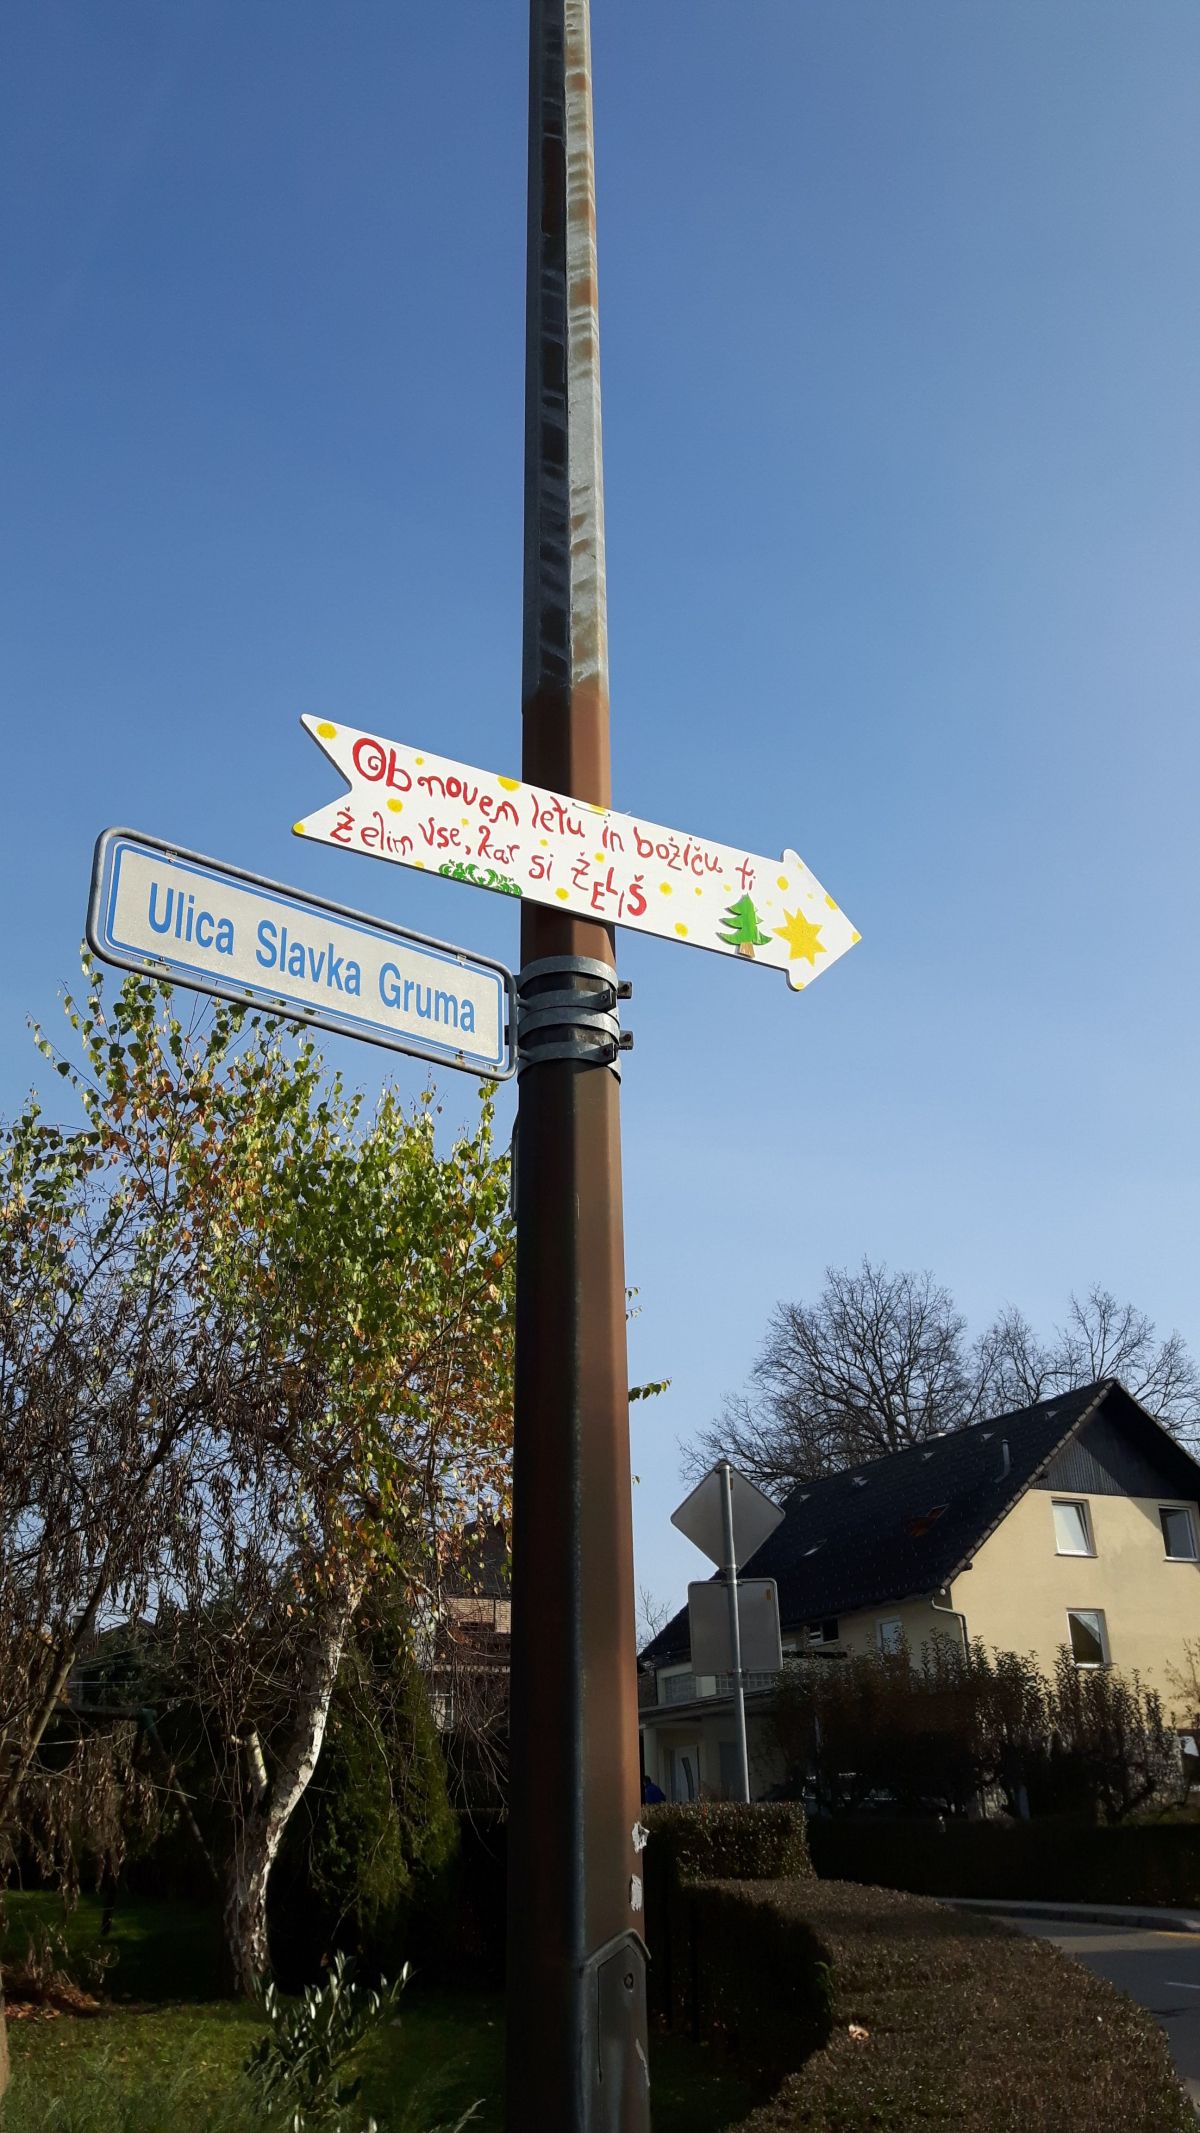 Ob novem letu in božiču ti
želim vse, kar si ŽELIŠ
Ulica Slavka Gruma